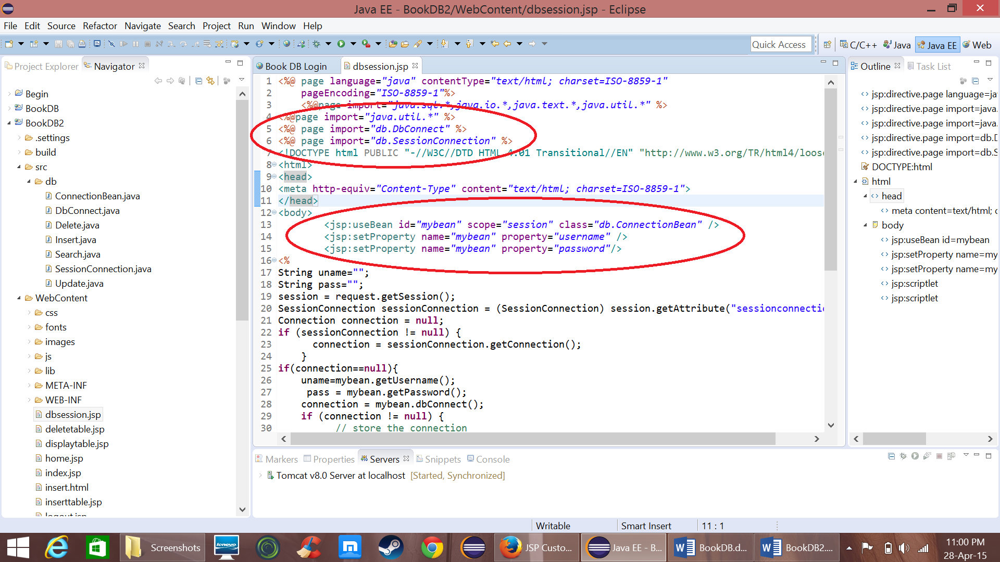 Java EE - BookDB2/WebContent/dbsession.jsp - Eclipse
File Edit Source Refactor Navigate Search Project Run Window Help
Quick Access C/C++ Java Java EE Web
Project Explorer Navigator
Begin
BookDB
BookDB2
.settings
build
src
db
ConnectionBean.java
DbConnect.java
Delete.java
Insert.java
Search.java
SessionConnection.java
Update.java
WebContent
css
fonts
images
js
lib
META-INF
WEB-INF
dbsession.jsp
deletetable.jsp
displaytable.jsp
home.jsp
index.jsp
insert.html
inserttable.jsp
logout.jsp
Book DB Login dbsession.jsp
1 <%@ page language="java" contentType="text/html; charset=ISO-8859-1"
2 pageEncoding="ISO-8859-1"%>
3 <%@page import="java.sql.*,java.io.*,java.text.*,java.util.*" %>
4 <%@page import="java.util.*" %>
5 <%@ page import="db.DbConnect" %>
6 <%@ page import="db.SessionConnection" %>
7 <!DOCTYPE html PUBLIC "-//W3C//DTD HTML 4.01 Transitional//EN" "http://www.w3.org/TR/html4/loose
8 <html>
9 <head>
10 <meta http-equiv="Content-Type" content="text/html; charset=ISO-8859-1">
11 </head>
12 <body>
13 <jsp:useBean id="mybean" scope="session" class="db.ConnectionBean" />
14 <jsp:setProperty name="mybean" property="username" />
15 <jsp:setProperty name="mybean" property="password"/>
16 <%
17 String uname="";
18 String pass="";
19 session = request.getSession();
20 SessionConnection sessionConnection = (SessionConnection) session.getAttribute("sessionconnectio
21 Connection connection = null;
22 if (sessionConnection != null) {
23 connection = sessionConnection.getConnection();
24 }
25 if(connection==null){
26 uname=mybean.getUsername();
27 pass = mybean.getPassword();
28 connection = mybean.dbConnect();
29 if (connection != null) {
30 // store the connection
Outline Task List
jsp:directive.page language=ja
jsp:directive.page import=java.
jsp:directive.page import=java.
jsp:directive.page import=db.D
jsp:directive.page import=db.S
DOCTYPE:html
html
head
meta content=text/html; c
body
jsp:useBean id=mybean
jsp:setProperty name=my
jsp:setProperty name=my
jsp:scriptlet
jsp:scriptlet
Markers Properties Servers Snippets Console
Tomcat v8.0 Server at localhost [Started, Synchronized]
Writable Smart Insert 11 : 1
Screenshots lenovo JSP Custo... Java EE - B... BookDB.d... BookDB2....
11:00 PM
28-Apr-15